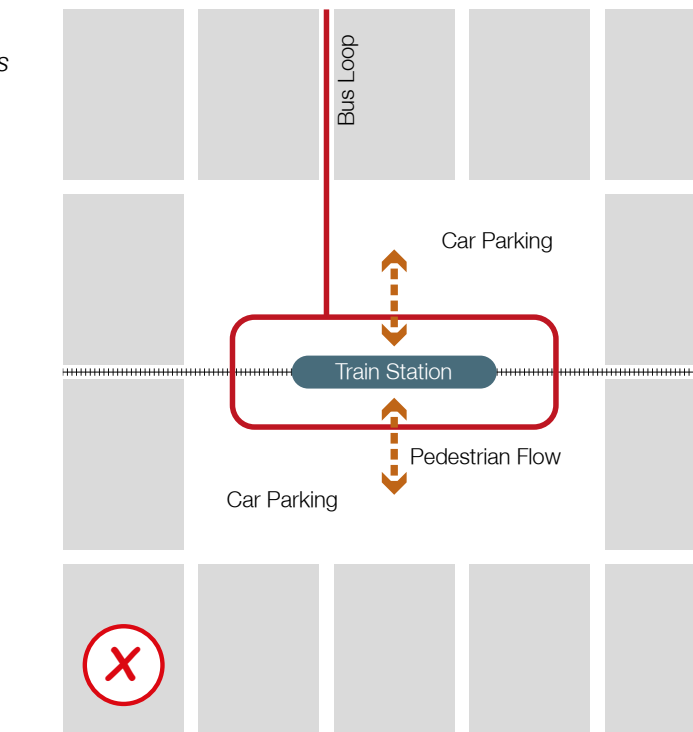 s
Bus Loop
Car Parking
Train Station
Pedestrian Flow
Car Parking